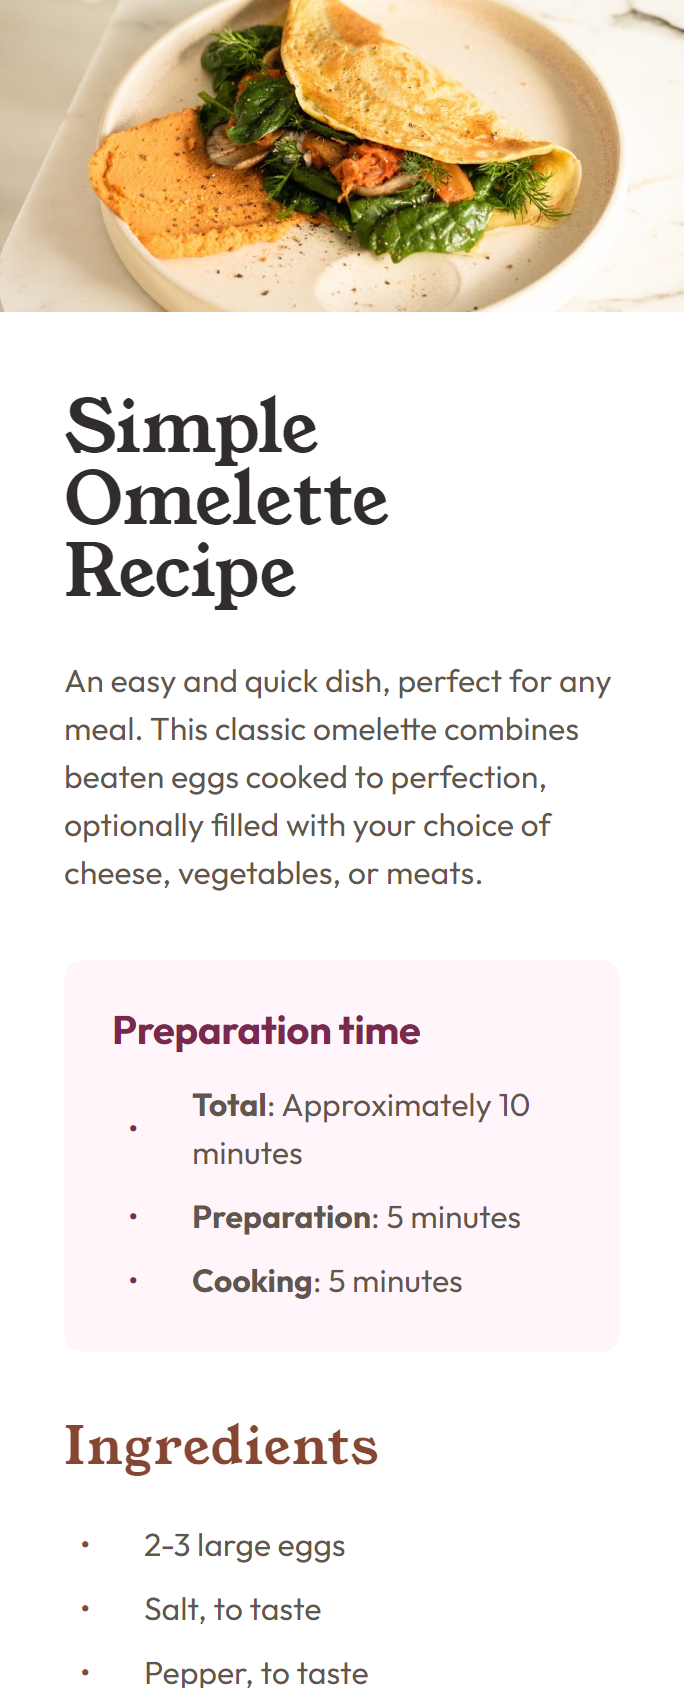 Simple
Omelette
Recipe
An easy and quick dish, perfect for any
meal. This classic omelette combines
beaten eggs cooked to perfection,
optionally filled with your choice of
cheese, vegetables, or meats.
Preparation time
• Total: Approximately 10
minutes
• Preparation: 5 minutes
• Cooking: 5 minutes
Ingredients
• 2-3 large eggs
• Salt, to taste
• Pepper, to taste